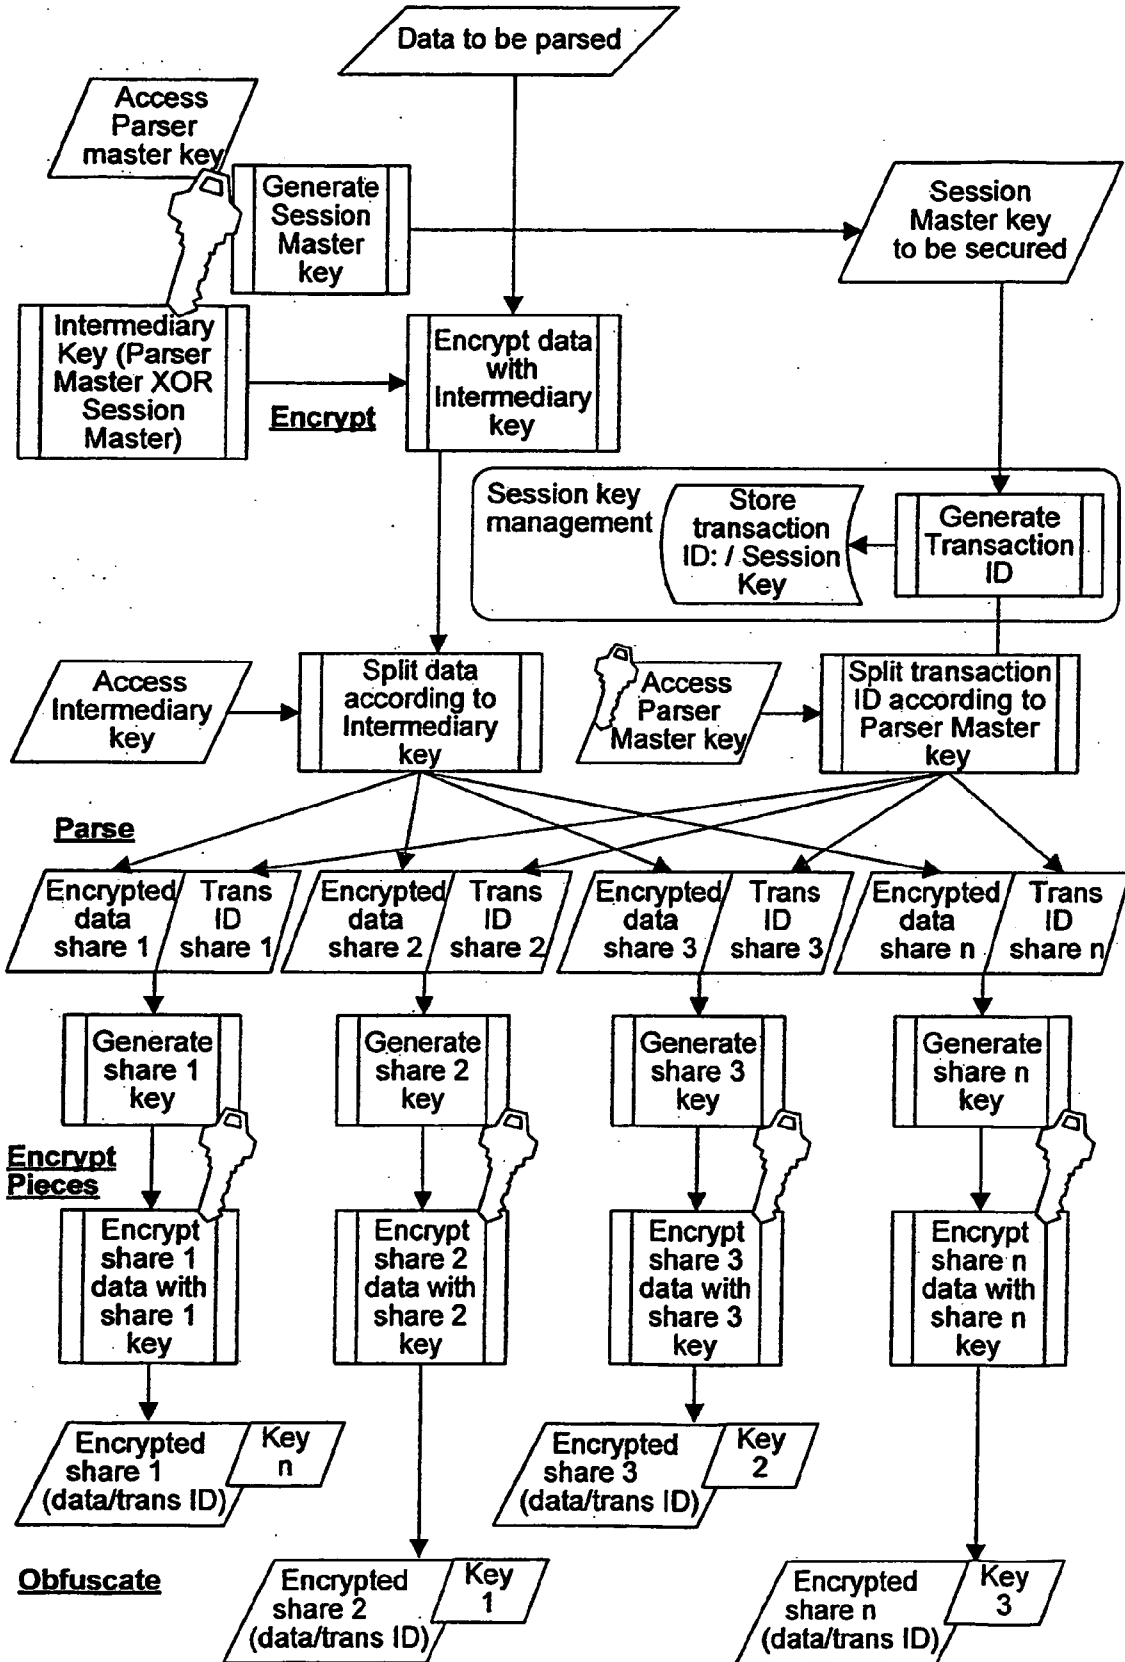 Data to be parsed
Access
Parser
master key
Generate
Session
Master
key
Session
Master key
to be secured
Intermediary
Key (Parser
Master XOR
Session
Master)
Encrypt
Encrypt data
with
Intermediary
key
Session key
management
Store
transaction
ID: / Session
Key
Generate
Transaction
ID
Access
Intermediary
key
Split data
according to
Intermediary
key
Access
Parser
Master key
Split transaction
ID according to
Parser Master
key
Parse
Encrypted
data
share 1
Trans
ID
share 1
Encrypted
data
share 2
Trans
ID
share 2
Encrypted
data
share 3
Trans
ID
share 3
Encrypted
data
share n
Trans
ID
share n
Generate
share 1
key
Generate
share 2
key
Generate
share 3
key
Generate
share n
key
Encrypt
Pieces
Encrypt
share 1
data with
share 1
key
Encrypt
share 2
data with
share 2
key
Encrypt
share 3
data with
share 3
key
Encrypt
share n
data with
share n
key
Encrypted
share 1
(data/trans ID)
Key
n
Encrypted
share 3
(data/trans ID)
Key
2
Obfuscate
Encrypted
share 2
(data/trans ID)
Key
1
Encrypted
share n
(data/trans ID)
Key
3